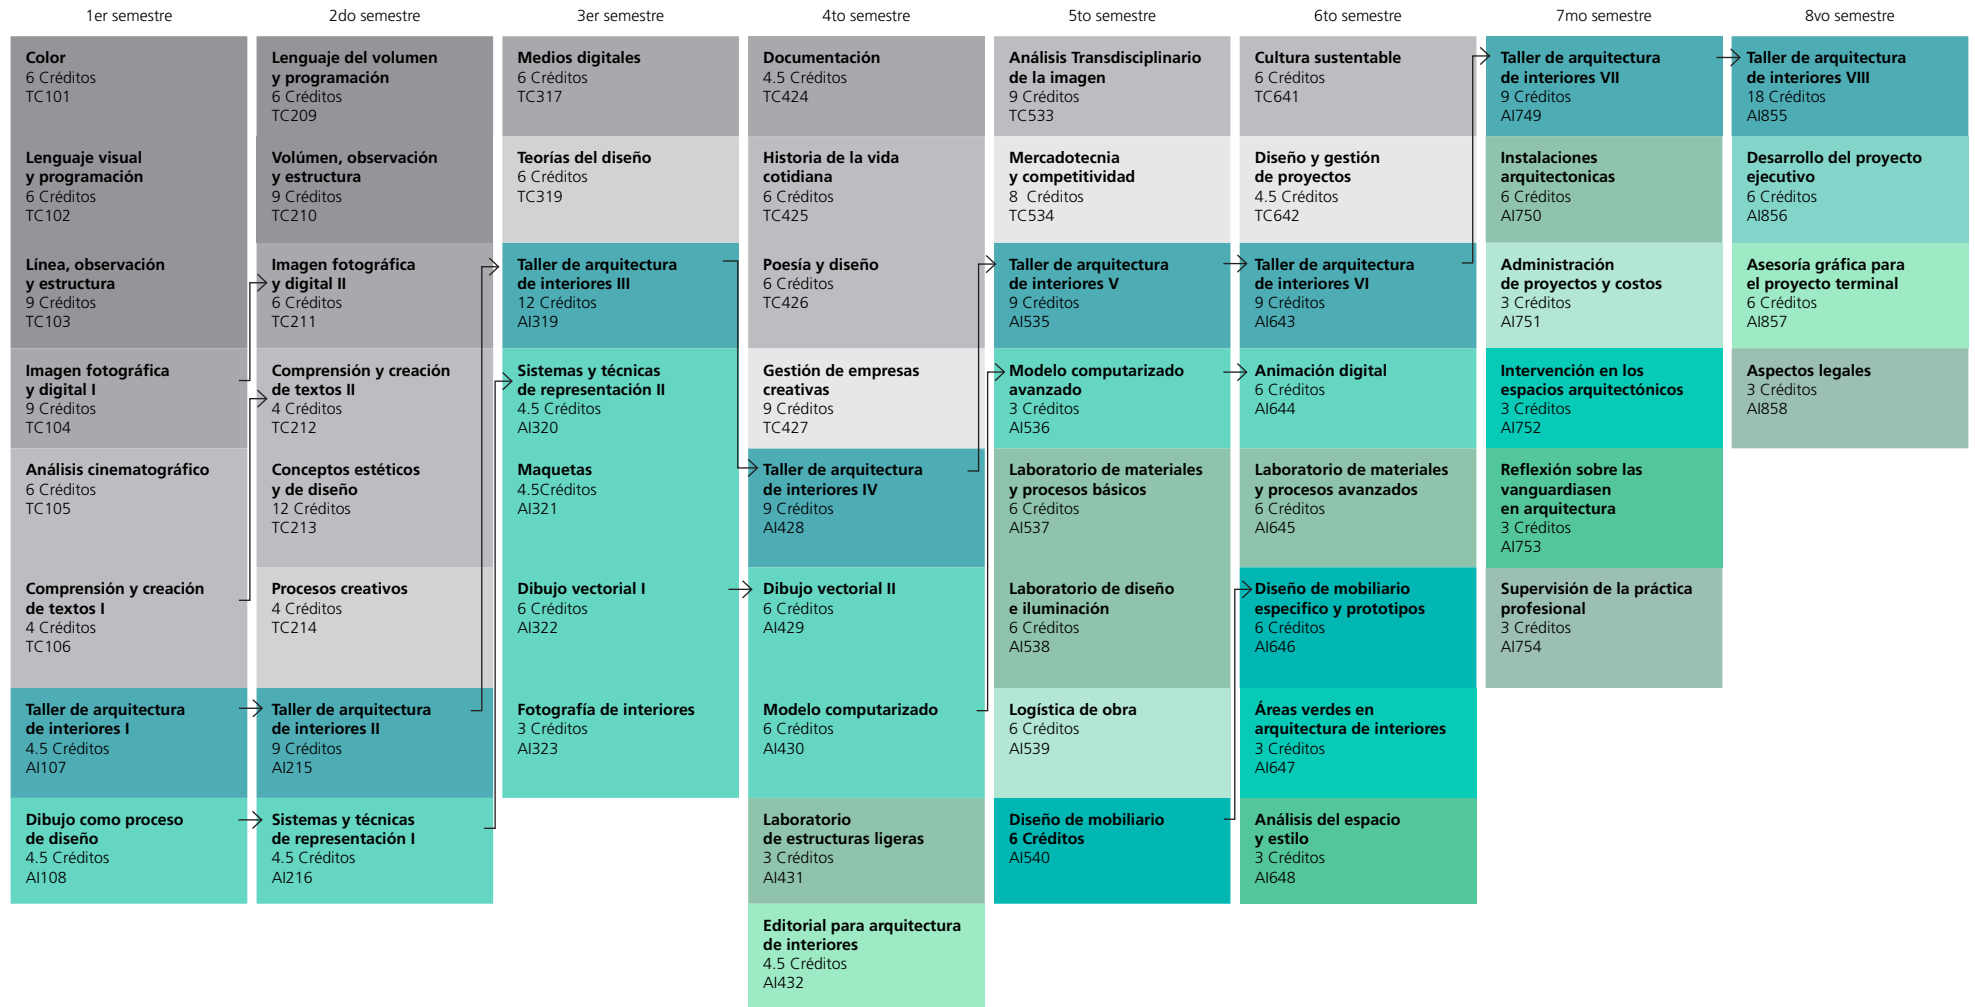 1er semestre
2do semestre
3er semestre
4to semestre
5to semestre
6to semestre
7mo semestre
8vo semestre
Color
6 Créditos
TC101
Lenguaje visual
y programación
6 Créditos
TC102
Línea, observación
y estructura
9 Créditos
TC103
Imagen fotográfica
y digital I
9 Créditos
TC104
Análisis cinematográfico
6 Créditos
TC105
Comprensión y creación
de textos I
4 Créditos
TC106
Taller de arquitectura
de interiores I
4.5 Créditos
AI107
Dibujo como proceso
de diseño
4.5 Créditos
AI108
Lenguaje del volumen
y programación
6 Créditos
TC209
Volúmen, observación
y estructura
9 Créditos
TC210
Imagen fotográfica
y digital II
6 Créditos
TC211
Comprensión y creación
de textos II
4 Créditos
TC212
Conceptos estéticos
y de diseño
12 Créditos
TC213
Procesos creativos
4 Créditos
TC214
Taller de arquitectura
de interiores II
9 Créditos
AI215
Sistemas y técnicas
de representación I
4.5 Créditos
AI216
Medios digitales
6 Créditos
TC317
Teorías del diseño
6 Créditos
TC319
Taller de arquitectura
de interiores III
12 Créditos
AI319
Sistemas y técnicas
de representación II
4.5 Créditos
AI320
Maquetas
4.5Créditos
AI321
Dibujo vectorial I
6 Créditos
AI322
Fotografía de interiores
3 Créditos
AI323
Documentación
4.5 Créditos
TC424
Historia de la vida
cotidiana
6 Créditos
TC425
Poesía y diseño
6 Créditos
TC426
Gestión de empresas
creativas
9 Créditos
TC427
Taller de arquitectura
de interiores IV
9 Créditos
AI428
Dibujo vectorial II
6 Créditos
AI429
Modelo computarizado
6 Créditos
AI430
Laboratorio
de estructuras ligeras
3 Créditos
AI431
Editorial para arquitectura
de interiores
4.5 Créditos
AI432
Análisis Transdisciplinario
de la imagen
9 Créditos
TC533
Mercadotecnia
y competitividad
8 Créditos
TC534
Taller de arquitectura
de interiores V
9 Créditos
AI535
Modelo computarizado
avanzado
3 Créditos
AI536
Laboratorio de materiales
y procesos básicos
6 Créditos
AI537
Laboratorio de diseño
e iluminación
6 Créditos
AI538
Logística de obra
6 Créditos
AI539
Diseño de mobiliario
6 Créditos
AI540
Cultura sustentable
6 Créditos
TC641
Diseño y gestión
de proyectos
4.5 Créditos
TC642
Taller de arquitectura
de interiores VI
9 Créditos
AI643
Animación digital
6 Créditos
AI644
Laboratorio de materiales
y procesos avanzados
6 Créditos
AI645
Diseño de mobiliario
especifico y prototipos
6 Créditos
AI646
Áreas verdes en
arquitectura de interiores
3 Créditos
AI647
Análisis del espacio
y estilo
3 Créditos
AI648
Taller de arquitectura
de interiores VII
9 Créditos
AI749
Instalaciones
arquitectonicas
6 Créditos
AI750
Administración
de proyectos y costos
3 Créditos
AI751
Intervención en los
espacios arquitectónicos
3 Créditos
AI752
Reflexión sobre las
vanguardiasen
en arquitectura
3 Créditos
AI753
Supervisión de la práctica
profesional
3 Créditos
AI754
Taller de arquitectura
de interiores VIII
18 Créditos
AI855
Desarrollo del proyecto
ejecutivo
6 Créditos
AI856
Asesoría gráfica para
el proyecto terminal
6 Créditos
AI857
Aspectos legales
3 Créditos
AI858